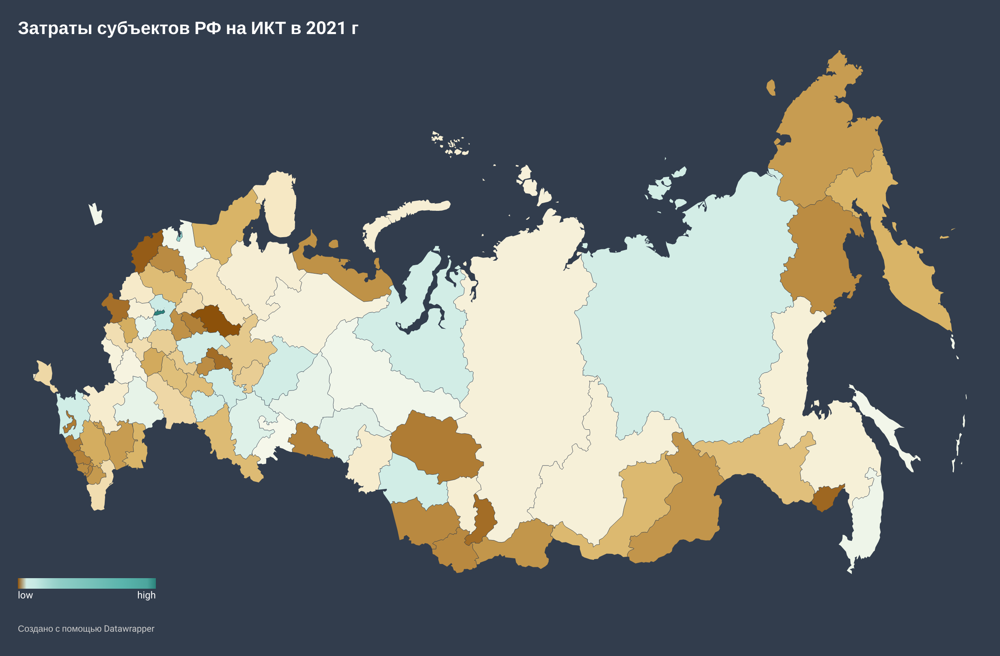 Затраты субъектов РФ на ИКТ в 2021 г
low high
Создано с помощью Datawrapper